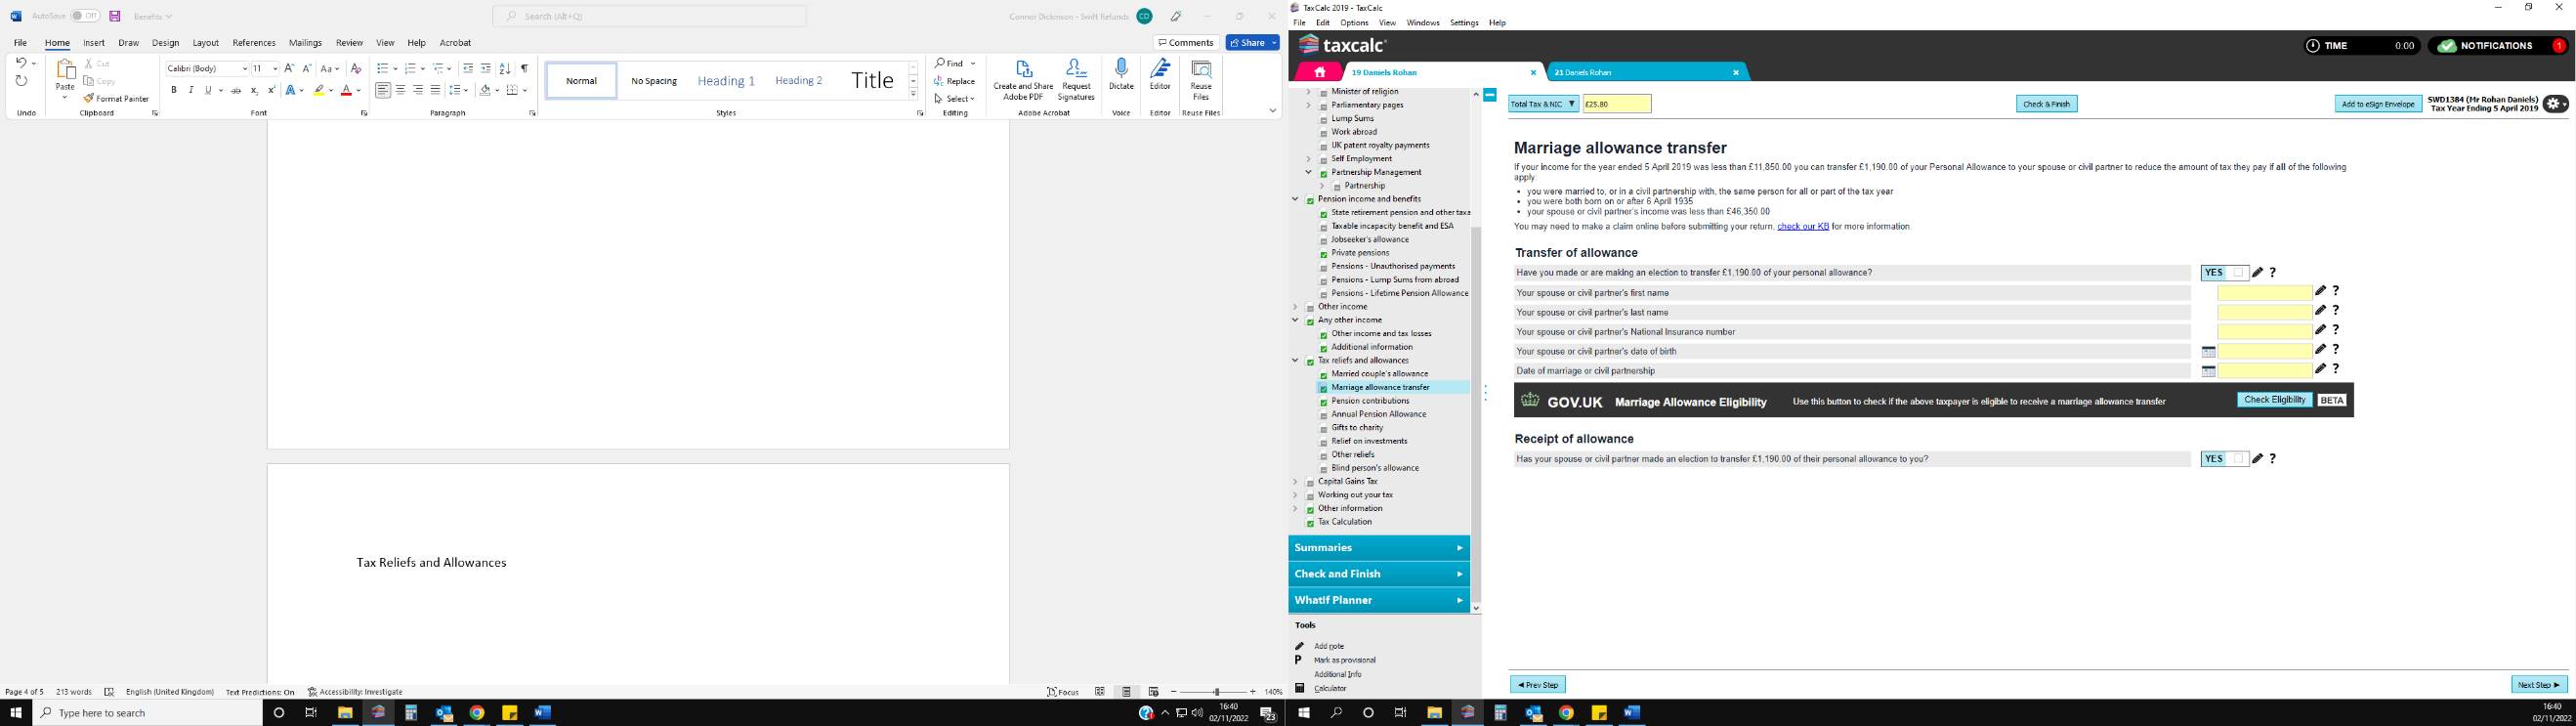 AutoSave Off Benefits Search (Alt+Q) Connor Dickinson - Swift Refunds CD
File Home Insert Draw Design Layout References Mailings Review View Help Acrobat Comments Share
Paste Cut Copy Format Painter
Calibri (Body) 11
Normal No Spacing Heading 1 Heading 2 Title
Find Replace Select
Create and Share Adobe PDF Request Signatures Dictate Editor Reuse Files
Undo Clipboard Font Paragraph Styles Editing Adobe Acrobat Voice Editor Reuse Files
Tax Reliefs and Allowances
Page 4 of 5 213 words English (United Kingdom) Text Predictions: On Accessibility: Investigate Focus 140%
Type here to search 16:40 02/11/2022 23
TaxCalc 2019 - TaxCalc
File Edit Options View Windows Settings Help
taxcalc TIME 0:00 NOTIFICATIONS 1
19 Daniels Rohan 21 Daniels Rohan
Minister of religion
Parliamentary pages
Lump Sums
Work abroad
UK patent royalty payments
Self Employment
Partnership Management
Partnership
Pension income and benefits
State retirement pension and other taxa
Taxable incapacity benefit and ESA
Jobseeker's allowance
Private pensions
Pensions - Unauthorised payments
Pensions - Lump Sums from abroad
Pensions - Lifetime Pension Allowance
Other income
Any other income
Other income and tax losses
Additional information
Tax reliefs and allowances
Married couple's allowance
Marriage allowance transfer
Pension contributions
Annual Pension Allowance
Gifts to charity
Relief on investments
Other reliefs
Blind person's allowance
Capital Gains Tax
Working out your tax
Other information
Tax Calculation
Summaries
Check and Finish
WhatIf Planner
Tools
Add note
Mark as provisional
Additional Info
Calculator
Total Tax & NIC £25.80 Check & Finish Add to eSign Envelope SWD1384 (Mr Rohan Daniels)
Tax Year Ending 5 April 2019
Marriage allowance transfer
If your income for the year ended 5 April 2019 was less than £11,850.00 you can transfer £1,190.00 of your Personal Allowance to your spouse or civil partner to reduce the amount of tax they pay if all of the following
apply:
• you were married to, or in a civil partnership with, the same person for all or part of the tax year
• you were both born on or after 6 April 1935
• your spouse or civil partner's income was less than £46,350.00
You may need to make a claim online before submitting your return, check our KB for more information.
Transfer of allowance
Have you made or are making an election to transfer £1,190.00 of your personal allowance? YES ?
Your spouse or civil partner's first name ?
Your spouse or civil partner's last name ?
Your spouse or civil partner's National Insurance number ?
Your spouse or civil partner's date of birth ?
Date of marriage or civil partnership ?
GOV.UK Marriage Allowance Eligibility Use this button to check if the above taxpayer is eligible to receive a marriage allowance transfer Check Eligibility BETA
Receipt of allowance
Has your spouse or civil partner made an election to transfer £1,190.00 of their personal allowance to you? YES ?
Prev Step Next Step
16:40
02/11/2022